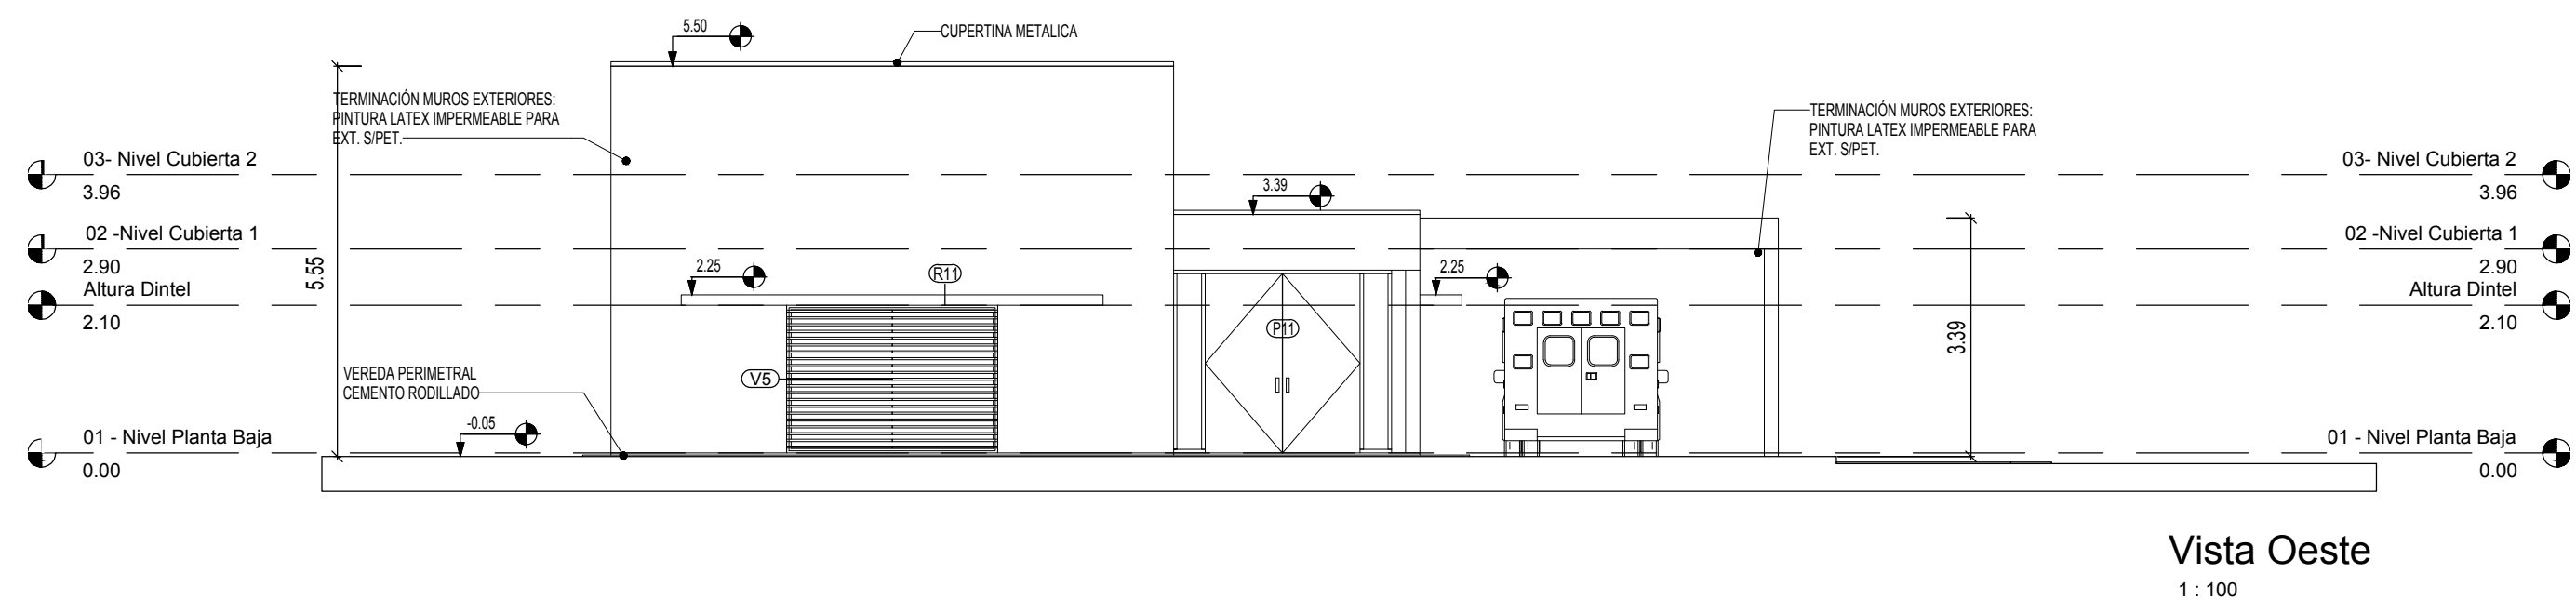 5.50
CUPERTINA METALICA
TERMINACIÓN MUROS EXTERIORES:
PINTURA LATEX IMPERMEABLE PARA
EXT. S/PET.
TERMINACIÓN MUROS EXTERIORES:
PINTURA LATEX IMPERMEABLE PARA
EXT. S/PET.
03- Nivel Cubierta 2
3.96
3.39
03- Nivel Cubierta 2
3.96
02 -Nivel Cubierta 1
2.90
02 -Nivel Cubierta 1
2.90
5.55
2.25
R11
2.25
Altura Dintel
2.10
Altura Dintel
2.10
P11
3.39
V5
VEREDA PERIMETRAL
CEMENTO RODILLADO
-0.05
01 - Nivel Planta Baja
0.00
01 - Nivel Planta Baja
0.00
Vista Oeste
1 : 100